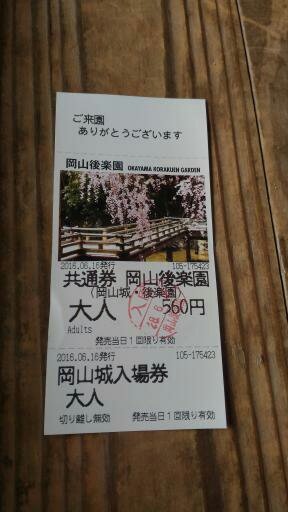 ご来園
ありがとうございます
岡山後楽園 OKAYAMA KORAKUEN GARDEN
2016.06.16発行 105-175423
共通券 岡山後楽園
(岡山城・後楽園)
大人 560円
Adults
発売当日1回限り有効
2016.06.16発行 105-175423
岡山城入場券
大人
切り離し無効 発売当日1回限り有効